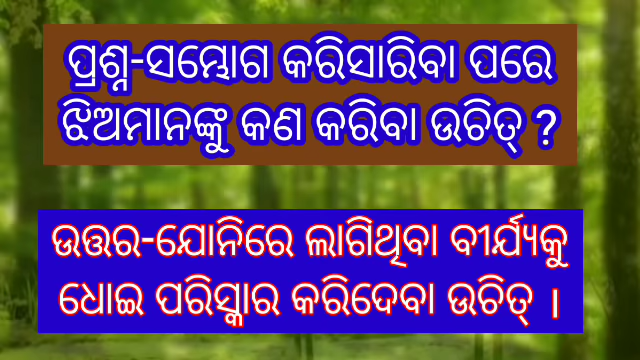 ପ୍ରଶ୍ନ-ସମ୍ଭୋଗ କରିସାରିବା ପରେ
ଝିଅମାନଙ୍କୁ କଣ କରିବା ଉଚିତ୍ ?
ଉତ୍ତର-ଯୋନିରେ ଲାଗିଥିବା ବୀର୍ଯ୍ୟକୁ
ଧୋଇ ପରିସ୍କାର କରିଦେବା ଉଚିତ୍ ।